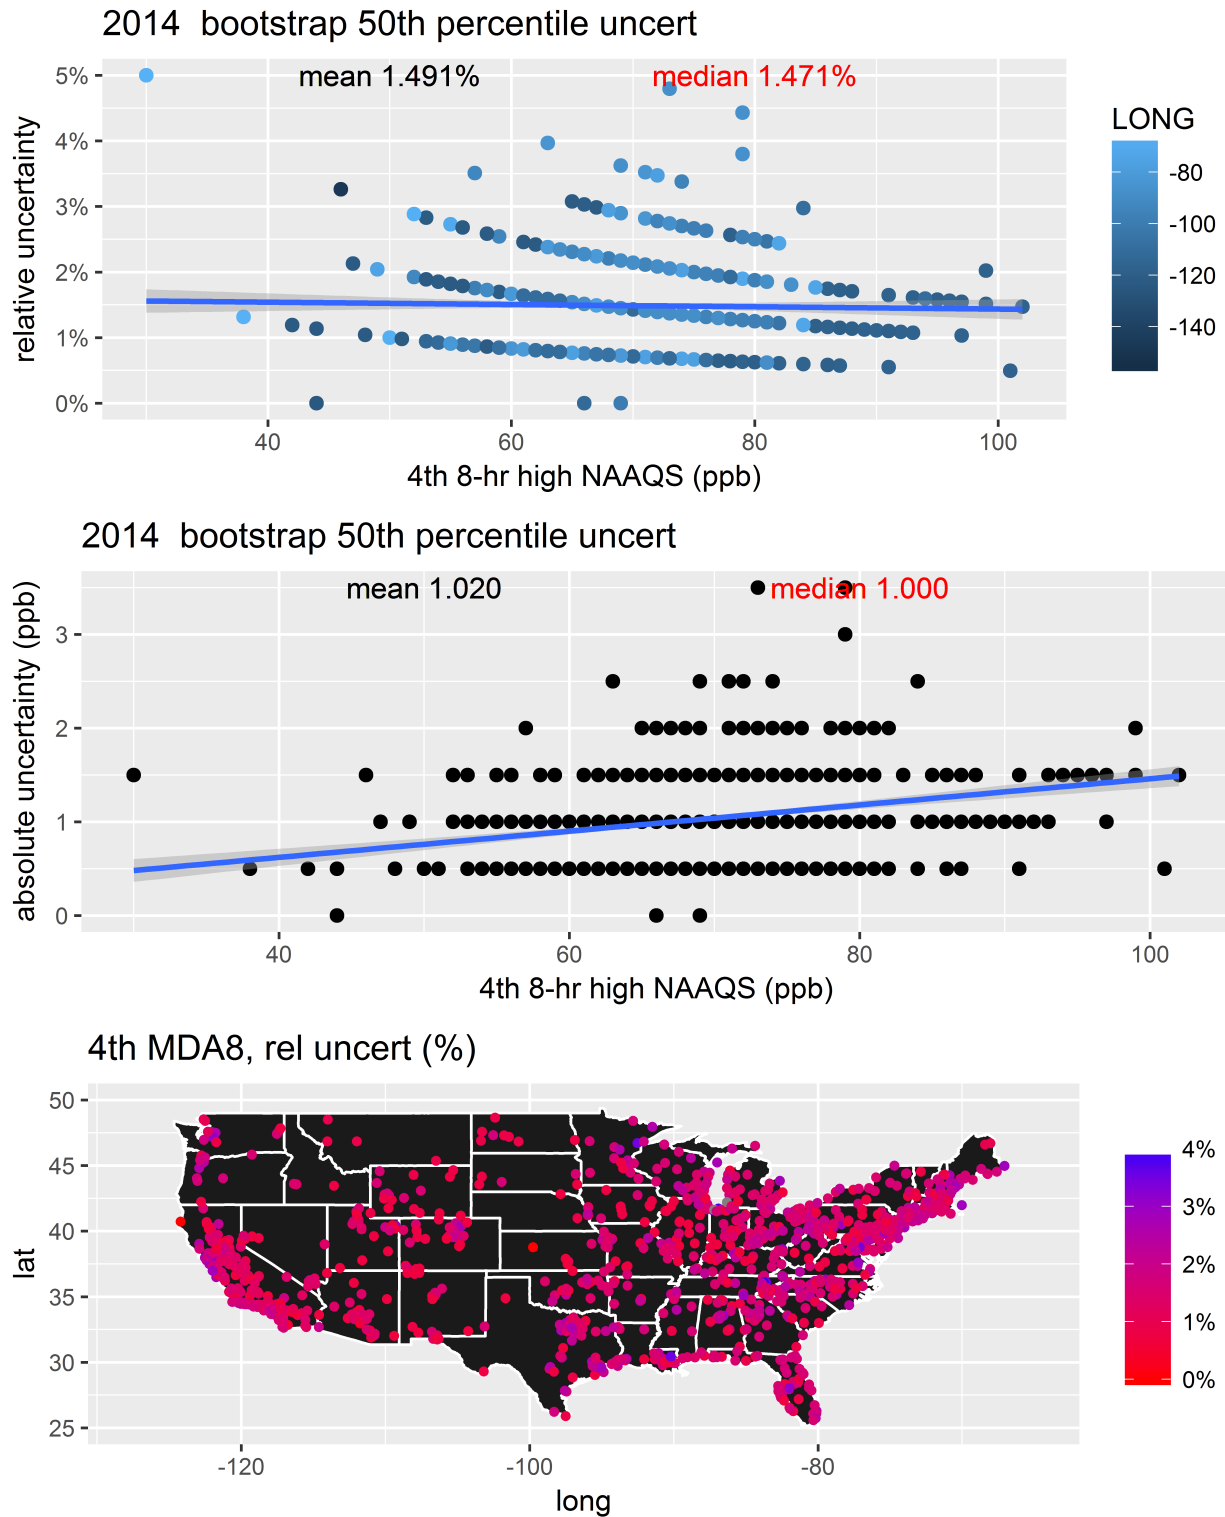 2014  bootstrap 50th percentile uncert
mean 1.491%
median 1.471%
5%
4%
3%
2%
1%
0%
relative uncertainty
40
60
80
100
4th 8-hr high NAAQS (ppb)
LONG
-80
-100
-120
-140
2014  bootstrap 50th percentile uncert
mean 1.020
median 1.000
3
2
1
0
absolute uncertainty (ppb)
40
60
80
100
4th 8-hr high NAAQS (ppb)
4th MDA8, rel uncert (%)
50
45
40
35
30
25
lat
-120
-100
-80
long
4%
3%
2%
1%
0%